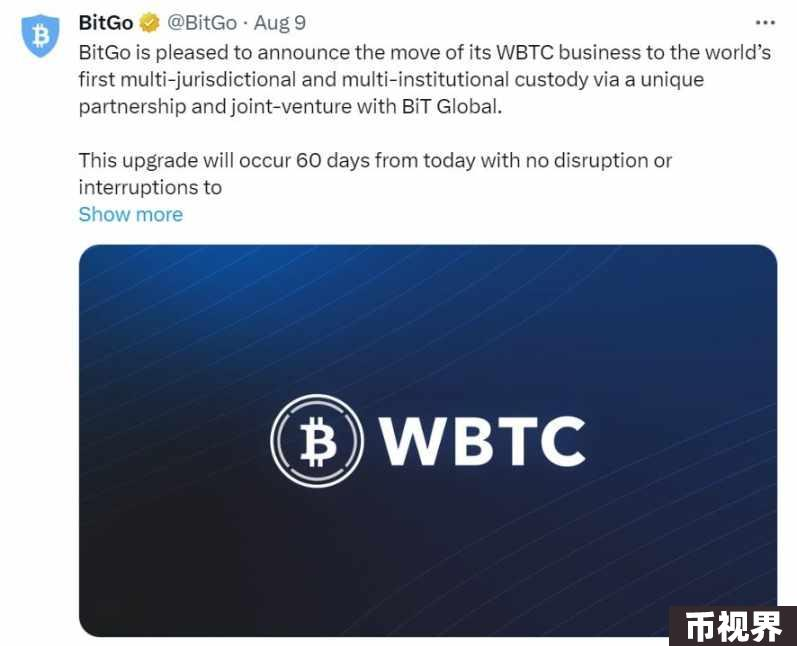 BitGo @BitGo · Aug 9
BitGo is pleased to announce the move of its WBTC business to the world’s
first multi-jurisdictional and multi-institutional custody via a unique
partnership and joint-venture with BiT Global.
This upgrade will occur 60 days from today with no disruption or
interruptions to
Show more
WBTC
币视界